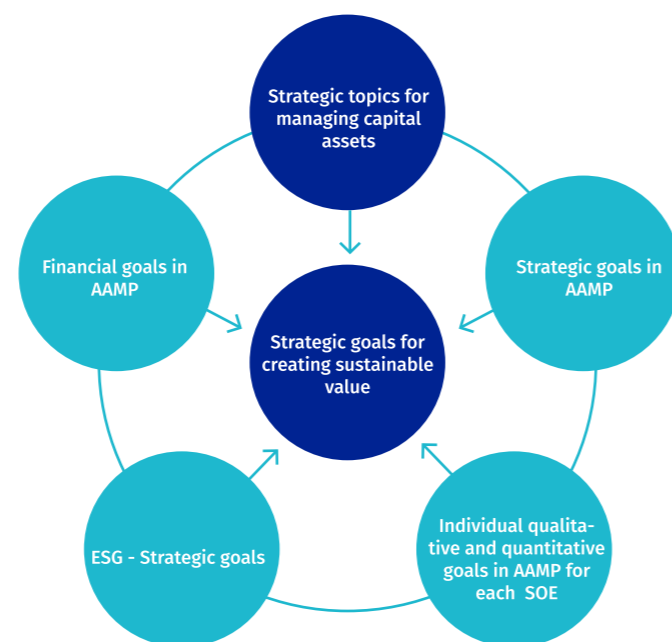 Strategic topics for
managing capital
assets
Financial goals in
AAMP
Strategic goals in
AAMP
Strategic goals for
creating sustainable
value
ESG - Strategic goals
Individual qualita-
tive and quantitative
goals in AAMP for
each SOE